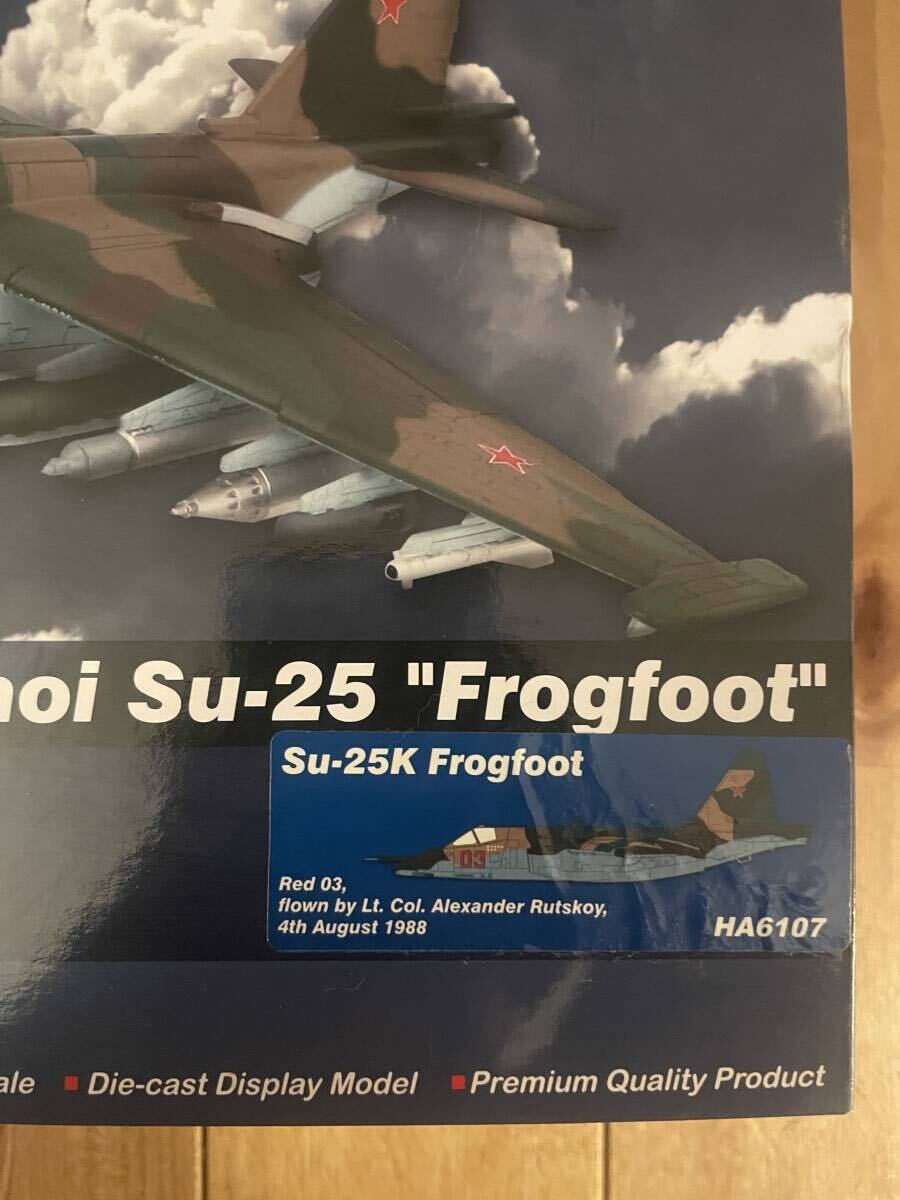 hoi Su-25 "Frogfoot"
Su-25K Frogfoot
03
Red 03,
flown by Lt. Col. Alexander Rutskoy,
4th August 1988
HA6107
ale ▪ Die-cast Display Model ▪ Premium Quality Product